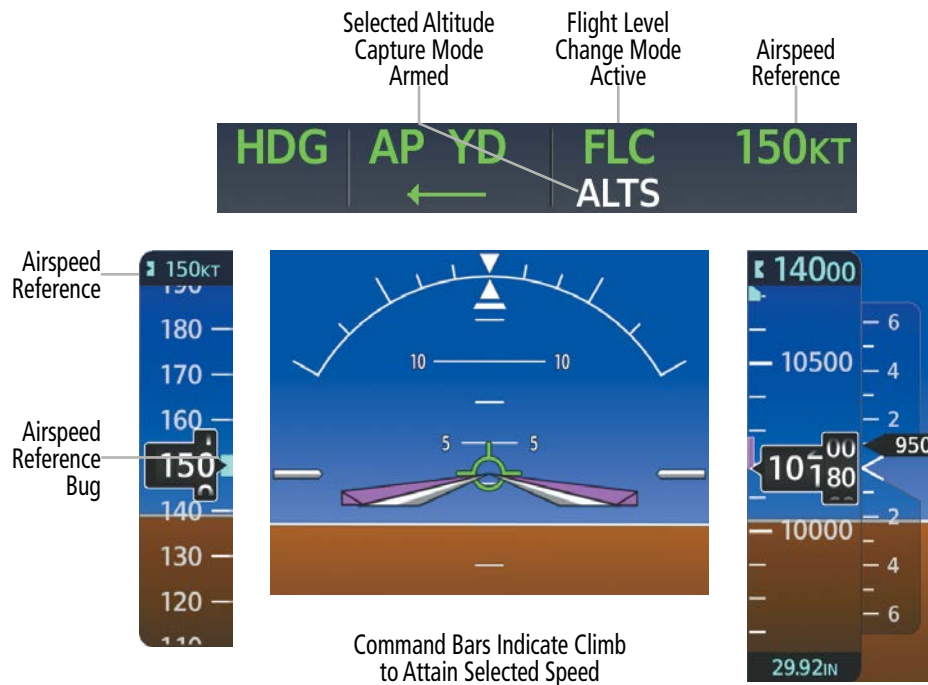 Selected Altitude
Capture Mode
Armed
Flight Level
Change Mode
Active
Airspeed
Reference
HDG AP YD FLC 150KT
ALTS
Airspeed
Reference
150KT
190
180
170
160
Airspeed
Reference
Bug
150
140
130
120
110
10 10
5 5
14000
10500
10 180
00
10000
29.92IN
6
4
2
950
2
4
6
Command Bars Indicate Climb
to Attain Selected Speed